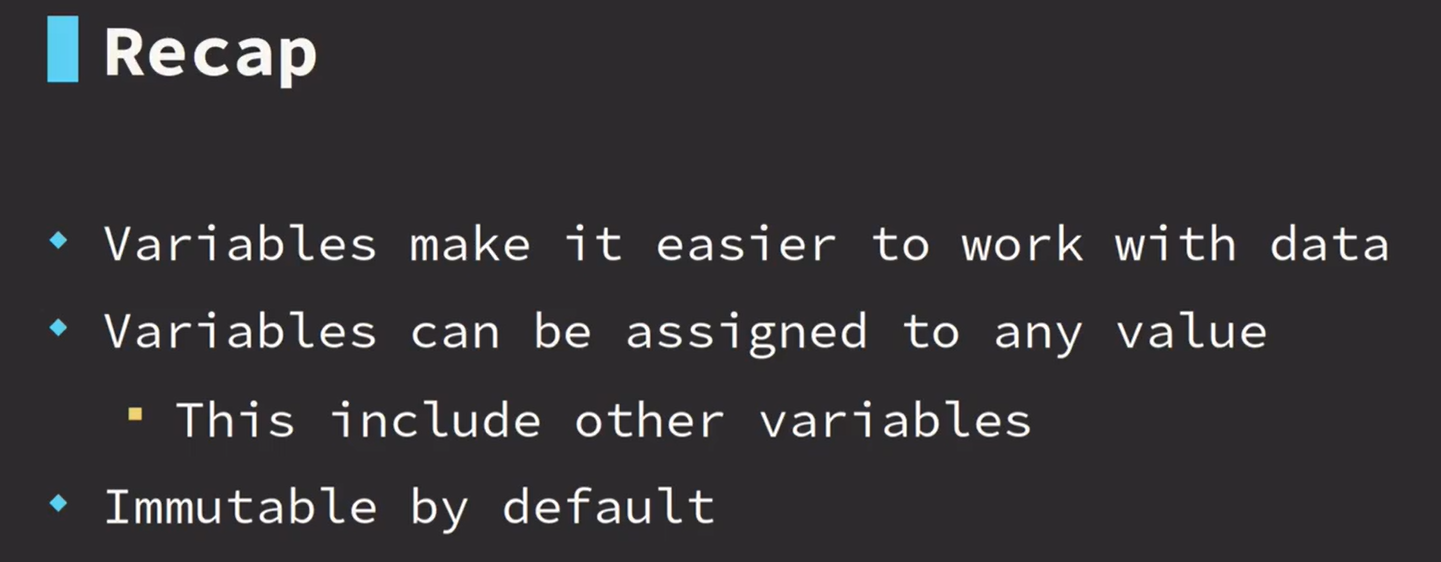 Recap
Variables make it easier to work with data
Variables can be assigned to any value
This include other variables
Immutable by default